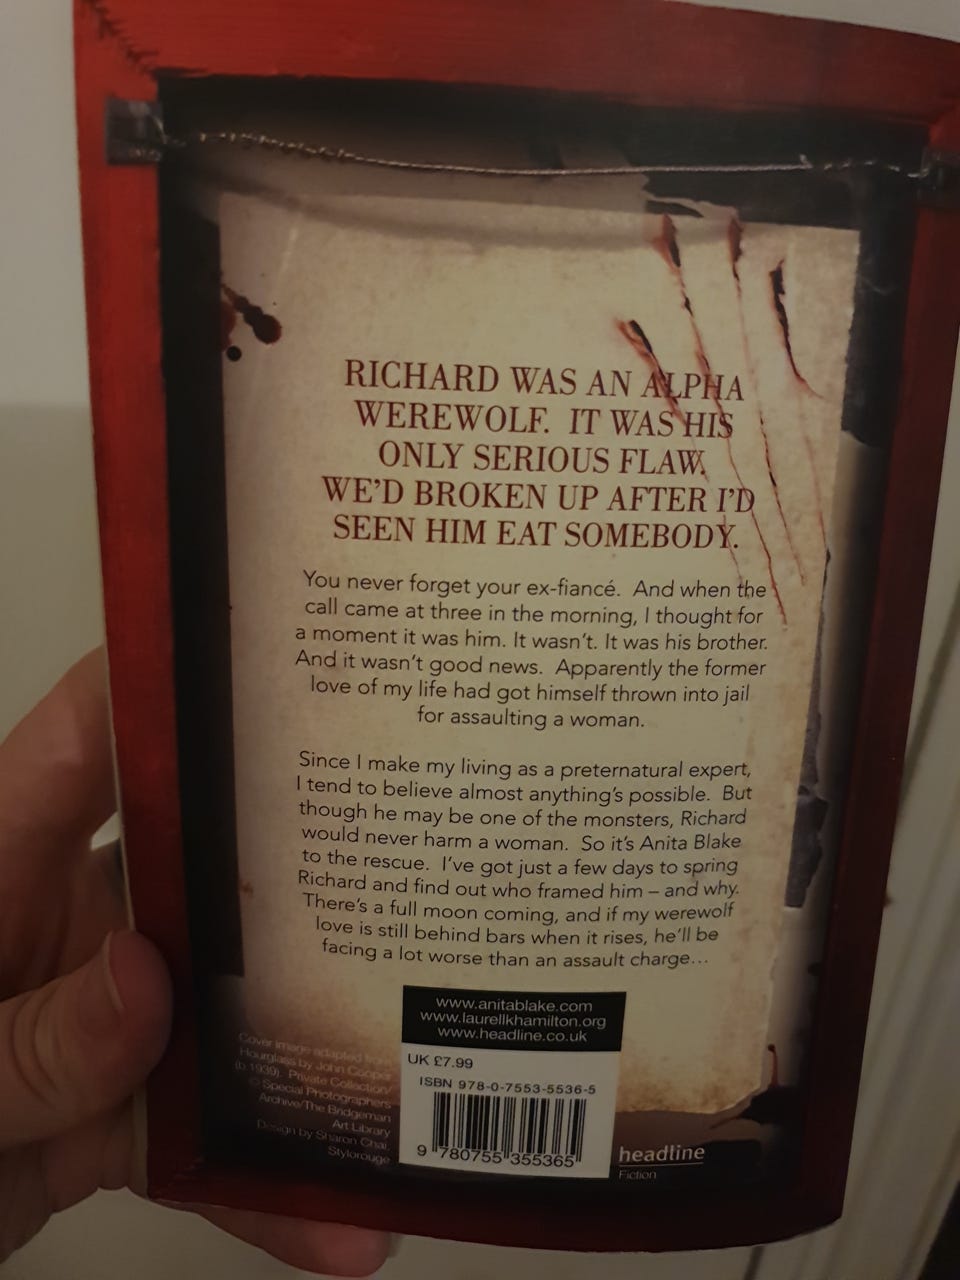 RICHARD WAS AN ALPHA
WEREWOLF. IT WAS HIS
ONLY SERIOUS FLAW.
WE'D BROKEN UP AFTER I'D
SEEN HIM EAT SOMEBODY.
You never forget your ex-fiancé. And when the
call came at three in the morning, I thought for
a moment it was him. It wasn't. It was his brother.
And it wasn't good news. Apparently the former
love of my life had got himself thrown into jail
for assaulting a woman.
Since I make my living as a preternatural expert,
I tend to believe almost anything's possible. But
though he may be one of the monsters, Richard
would never harm a woman. So it's Anita Blake
to the rescue. I've got just a few days to spring
Richard and find out who framed him – and why.
There's a full moon coming, and if my werewolf
love is still behind bars when it rises, he'll be
facing a lot worse than an assault charge...
www.anitablake.com
www.laurellkhamilton.org
www.headline.co.uk
Cover image adapted from
Hourglass by John Cooper
(b.1939). Private Collection/
© Special Photographers
Archive/The Bridgeman
Art Library
Design by Sharon Chai,
Stylorouge
UK £7.99
ISBN 978-0-7553-5536-5
9 780755 355365
headline
Fiction